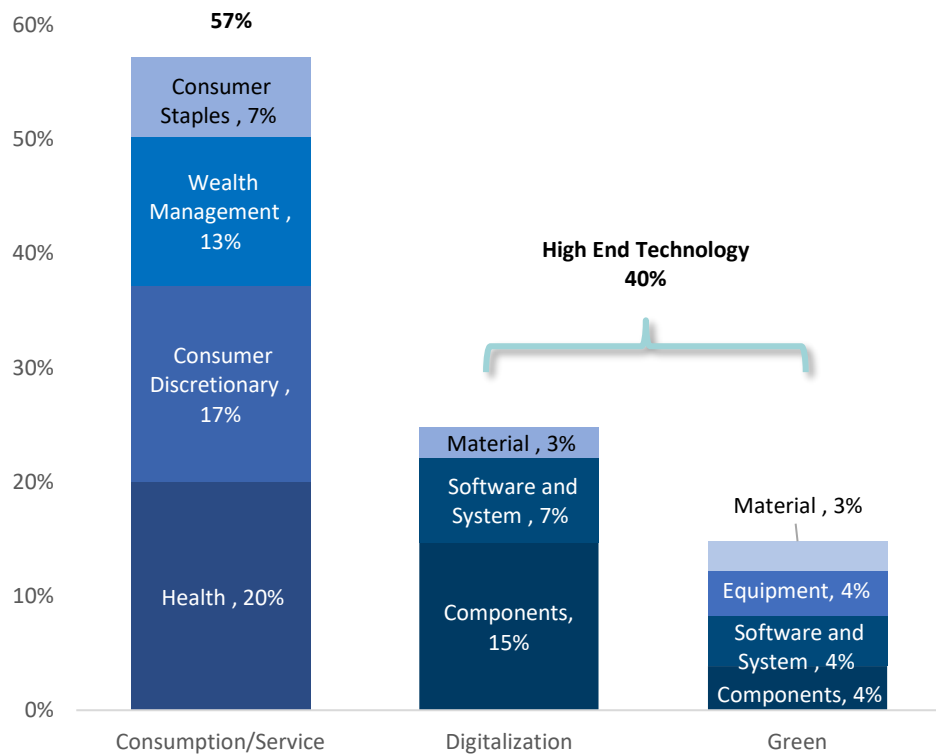 60%
57%
Consumer
Staples , 7%
50%
Wealth
Management ,
13%
40%
High End Technology
40%
30%
Consumer
Discretionary ,
17%
20%
Material , 3%
Software and
System , 7%
Material , 3%
10%
Health , 20%
Components,
15%
Equipment, 4%
Software and
System , 4%
Components, 4%
0%
Consumption/Service
Digitalization
Green